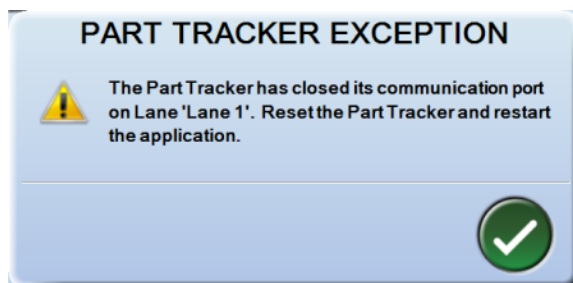 PART TRACKER EXCEPTION
The Part Tracker has closed its communication port
on Lane 'Lane 1'. Reset the Part Tracker and restart
the application.